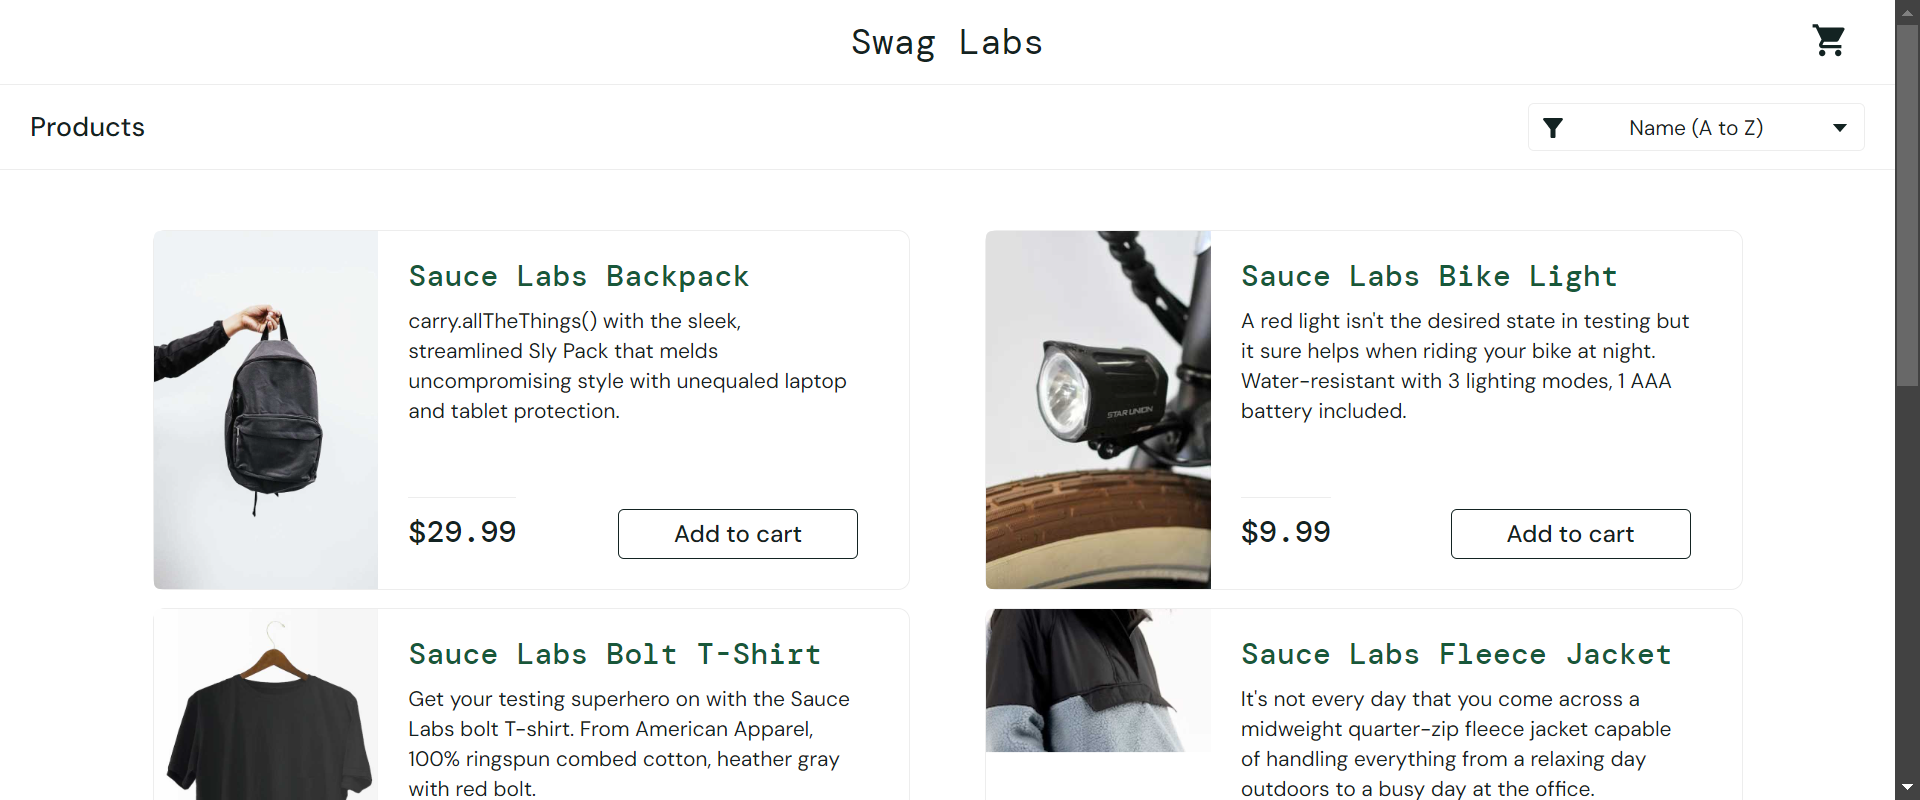 Swag Labs
Products
Name (A to Z)
Sauce Labs Backpack
carry.allTheThings() with the sleek,
streamlined Sly Pack that melds
uncompromising style with unequaled laptop
and tablet protection.
$29.99
Add to cart
Sauce Labs Bike Light
A red light isn't the desired state in testing but
it sure helps when riding your bike at night.
Water-resistant with 3 lighting modes, 1 AAA
battery included.
STAR UNION
$9.99
Add to cart
Sauce Labs Bolt T-Shirt
Get your testing superhero on with the Sauce
Labs bolt T-shirt. From American Apparel,
100% ringspun combed cotton, heather gray
with red bolt.
Sauce Labs Fleece Jacket
It's not every day that you come across a
midweight quarter-zip fleece jacket capable
of handling everything from a relaxing day
outdoors to a busy day at the office.